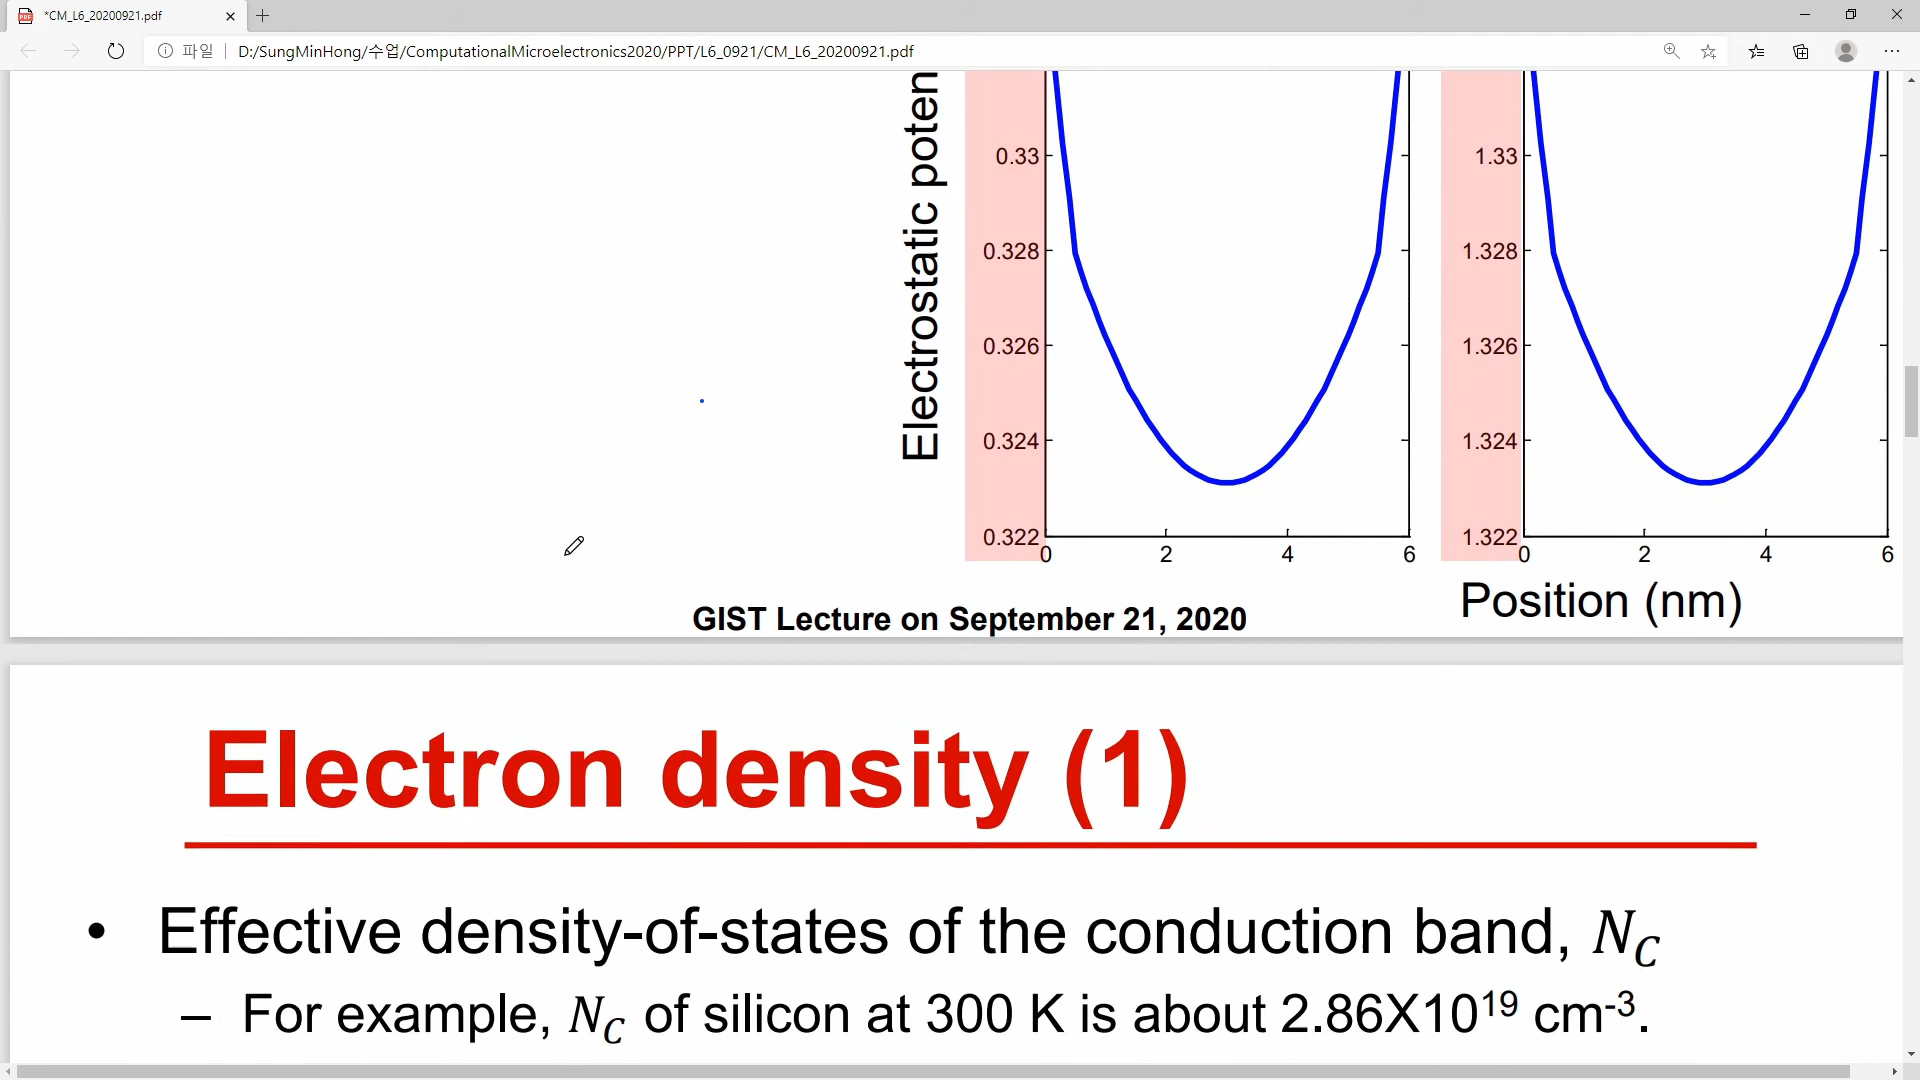 *CM_L6_20200921.pdf
파일 D:/SungMinHong/수업/ComputationalMicroelectronics2020/PPT/L6_0921/CM_L6_20200921.pdf
Electrostatic poten
0.33
0.328
0.326
0.324
0.322
0 2 4 6
1.33
1.328
1.326
1.324
1.322
0 2 4 6
Position (nm)
GIST Lecture on September 21, 2020
Electron density (1)
• Effective density-of-states of the conduction band, N_C
– For example, N_C of silicon at 300 K is about 2.86X10¹⁹ cm⁻³.